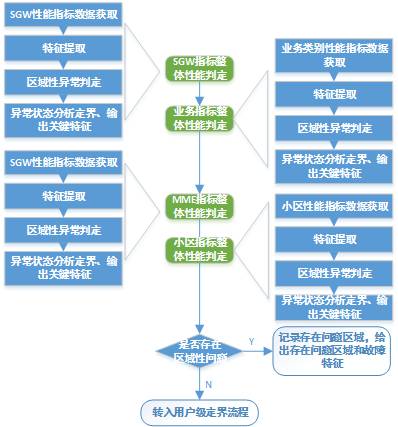 SGW性能指标数据获取
特征提取
区域性异常判定
异常状态分析定界、输
出关键特征
SGW指标整
体性能判定
业务指标整
体性能判定
业务类别性能指标数据
获取
特征提取
区域性异常判定
异常状态分析定界、输
出关键特征
SGW性能指标数据获取
特征提取
区域性异常判定
异常状态分析定界、输
出关键特征
MME指标整
体性能判定
小区指标整
体性能判定
小区性能指标数据获取
特征提取
区域性异常判定
异常状态分析定界、输
出关键特征
是否存在
区域性问题
Y
记录存在问题区域，给
出存在问题区域和故障
特征
N
转入用户级定界流程